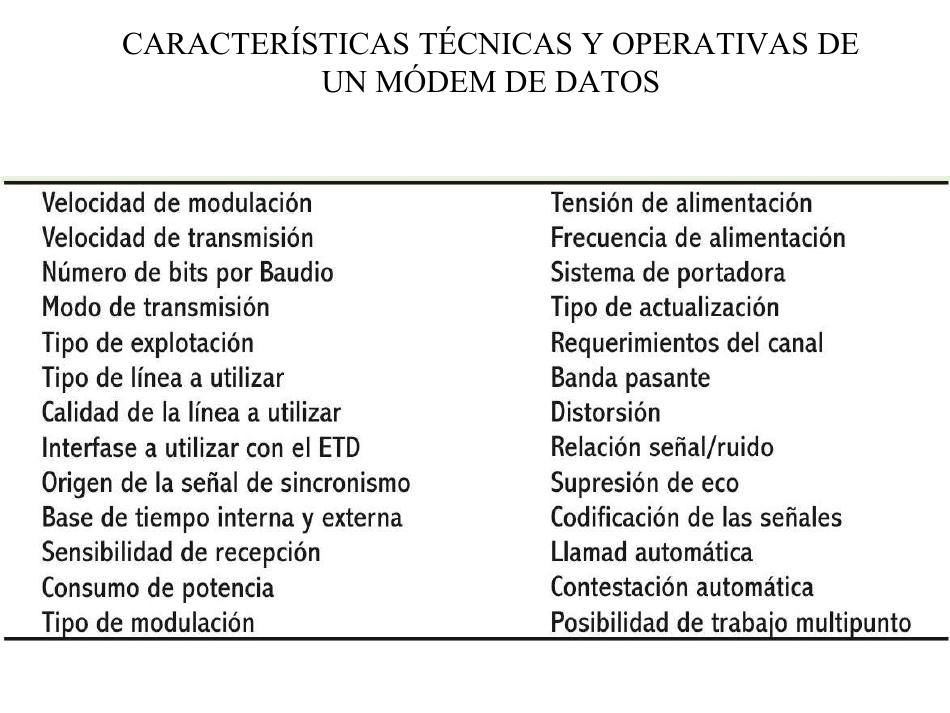 CARACTERÍSTICAS TÉCNICAS Y OPERATIVAS DE
UN MÓDEM DE DATOS
Velocidad de modulación
Velocidad de transmisión
Número de bits por Baudio
Modo de transmisión
Tipo de explotación
Tipo de línea a utilizar
Calidad de la línea a utilizar
Interfase a utilizar con el ETD
Origen de la señal de sincronismo
Base de tiempo interna y externa
Sensibilidad de recepción
Consumo de potencia
Tipo de modulación
Tensión de alimentación
Frecuencia de alimentación
Sistema de portadora
Tipo de actualización
Requerimientos del canal
Banda pasante
Distorsión
Relación señal/ruido
Supresión de eco
Codificación de las señales
Llamad automática
Contestación automática
Posibilidad de trabajo multipunto